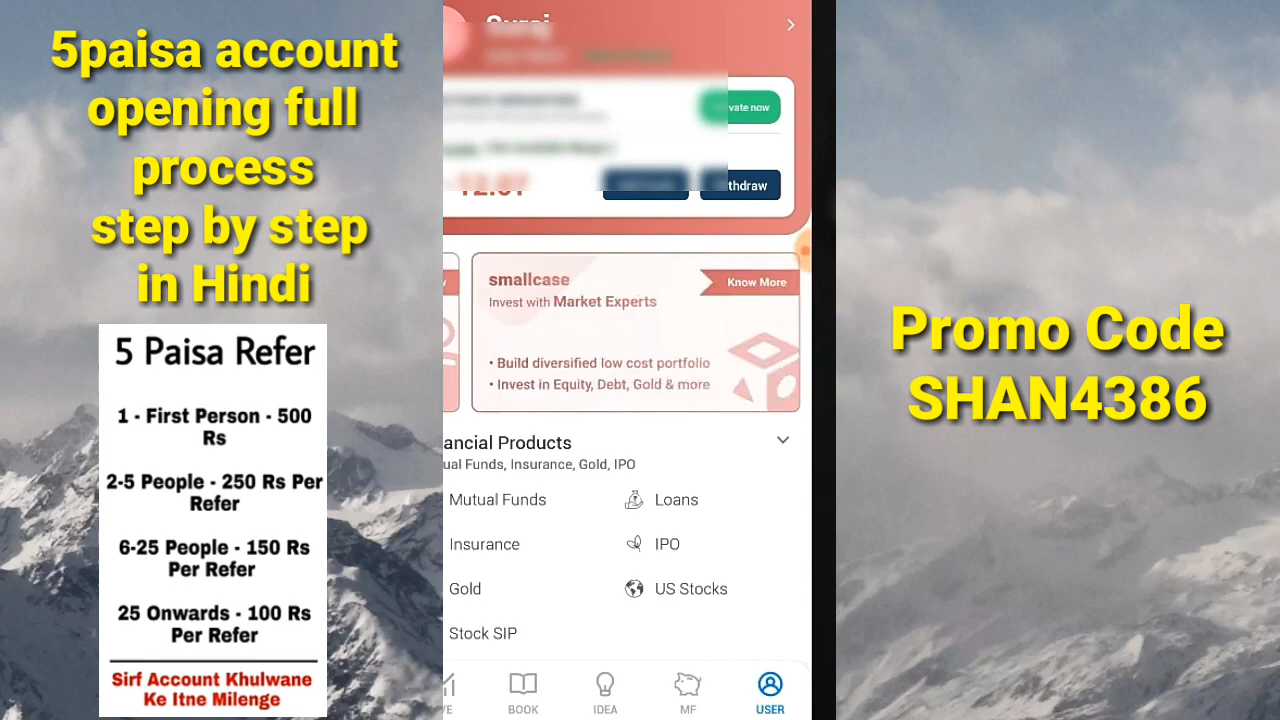 5paisa account
opening full
process
step by step
in Hindi
5 Paisa Refer
1 - First Person - 500
Rs
2-5 People - 250 Rs Per
Refer
6-25 People - 150 Rs
Per Refer
25 Onwards - 100 Rs
Per Refer
Sirf Account Khulwane
Ke Itne Milenge
vate now
thdraw
smallcase
Know More
Invest with Market Experts
• Build diversified low cost portfolio
• Invest in Equity, Debt, Gold & more
ancial Products
ual Funds, Insurance, Gold, IPO
Mutual Funds
Loans
Insurance
IPO
Gold
US Stocks
Stock SIP
VE
BOOK
IDEA
MF
USER
Promo Code
SHAN4386